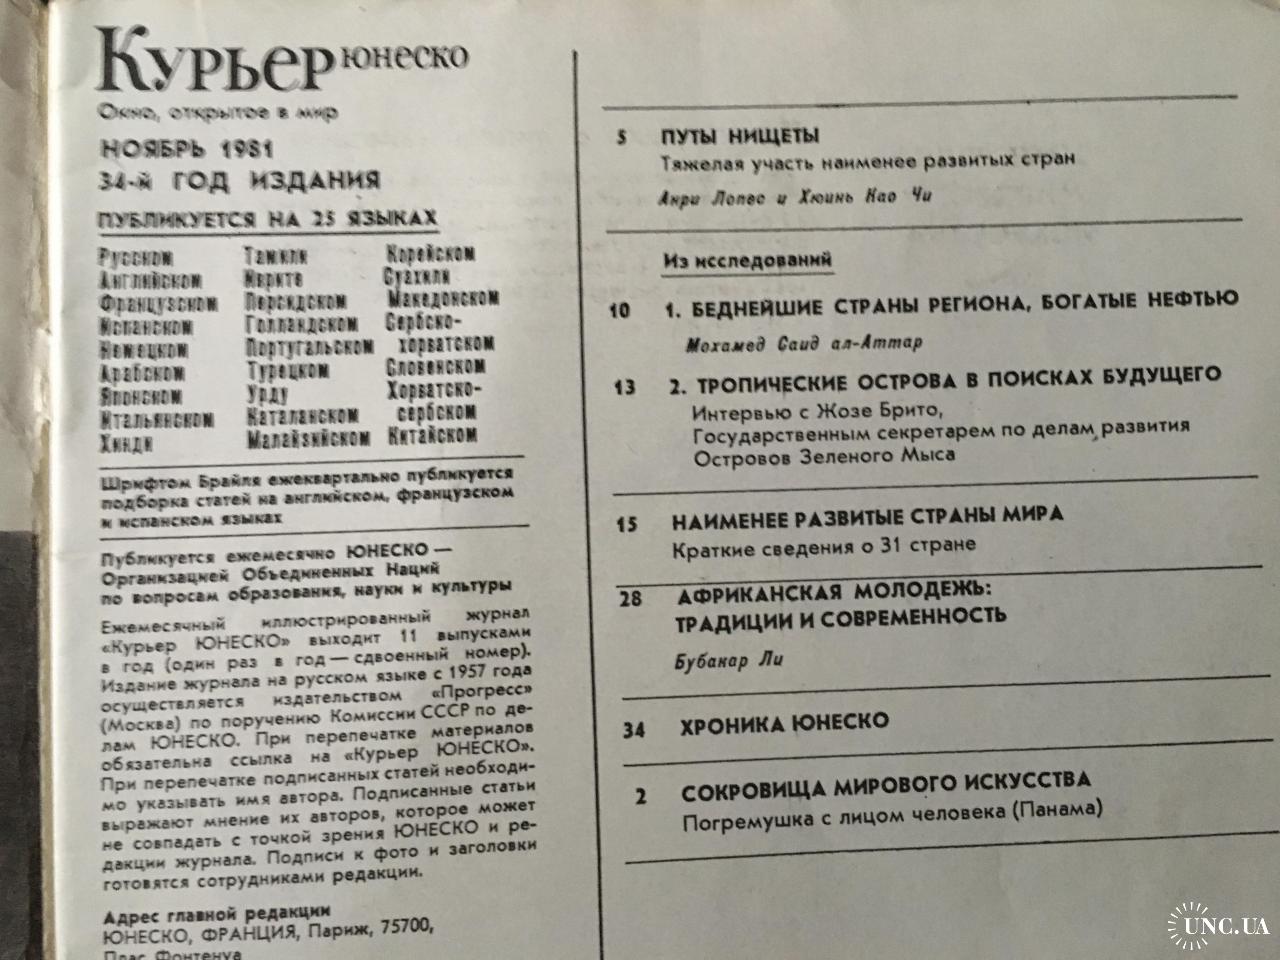 Курьер ЮНЕСКО
Окно, открытое в мир
НОЯБРЬ 1981
34-й ГОД ИЗДАНИЯ
ПУБЛИКУЕТСЯ НА 25 ЯЗЫКАХ
Русском
Английском
Французском
Испанском
Немецком
Арабском
Японском
Итальянском
Хинди
Тамили
Иврите
Персидском
Голландском
Португальском
Турецком
Урду
Каталанском
Малайзийском
Корейском
Суахили
Македонском
Сербско-
хорватском
Словенском
Хорватско-
сербском
Китайском
Шрифтом Брайля ежеквартально публикуется
подборка статей на английском, французском
и испанском языках
Публикуется ежемесячно ЮНЕСКО —
Организацией Объединенных Наций
по вопросам образования, науки и культуры
Ежемесячный иллюстрированный журнал
«Курьер ЮНЕСКО» выходит 11 выпусками
в год (один раз в год — сдвоенный номер).
Издание журнала на русском языке с 1957 года
осуществляется издательством «Прогресс»
(Москва) по поручению Комиссии СССР по де-
лам ЮНЕСКО. При перепечатке материалов
обязательна ссылка на «Курьер ЮНЕСКО».
При перепечатке подписанных статей необходи-
мо указывать имя автора. Подписанные статьи
выражают мнение их авторов, которое может
не совпадать с точкой зрения ЮНЕСКО и ре-
дакции журнала. Подписи к фото и заголовки
готовятся сотрудниками редакции.
Адрес главной редакции
ЮНЕСКО, ФРАНЦИЯ, Париж, 75700,
Плас Фонтенуа
5 ПУТЫ НИЩЕТЫ
Тяжелая участь наименее развитых стран
Анри Лопес и Хюинь Као Чи
Из исследований
10 1. БЕДНЕЙШИЕ СТРАНЫ РЕГИОНА, БОГАТЫЕ НЕФТЬЮ
Мохамед Саид ал-Аттар
13 2. ТРОПИЧЕСКИЕ ОСТРОВА В ПОИСКАХ БУДУЩЕГО
Интервью с Жозе Брито,
Государственным секретарем по делам развития
Островов Зеленого Мыса
15 НАИМЕНЕЕ РАЗВИТЫЕ СТРАНЫ МИРА
Краткие сведения о 31 стране
28 АФРИКАНСКАЯ МОЛОДЕЖЬ:
ТРАДИЦИИ И СОВРЕМЕННОСТЬ
Бубакар Ли
34 ХРОНИКА ЮНЕСКО
2 СОКРОВИЩА МИРОВОГО ИСКУССТВА
Погремушка с лицом человека (Панама)
UNC.UA